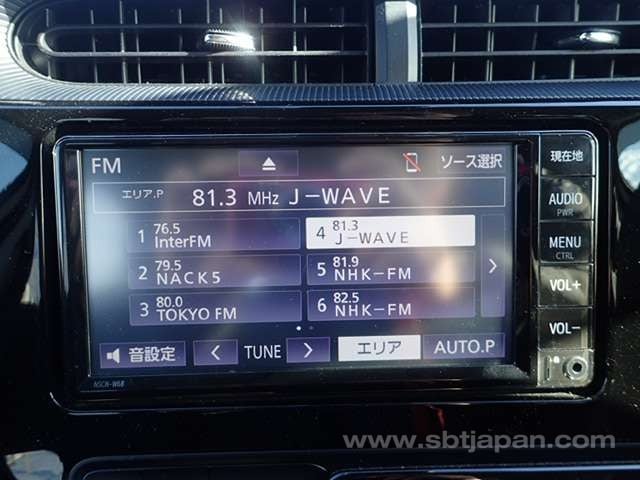 FM
ソース選択
エリア.P 81.3 MHz J-WAVE
1 76.5 InterFM
2 79.5 NACK5
3 80.0 TOKYO FM
4 81.3 J-WAVE
5 81.9 NHK-FM
6 82.5 NHK-FM
音設定 < TUNE > エリア AUTO.P
NSCN-W68
現在地
AUDIO
PWR
MENU
CTRL
VOL+
VOL-
www.sbtjapan.com